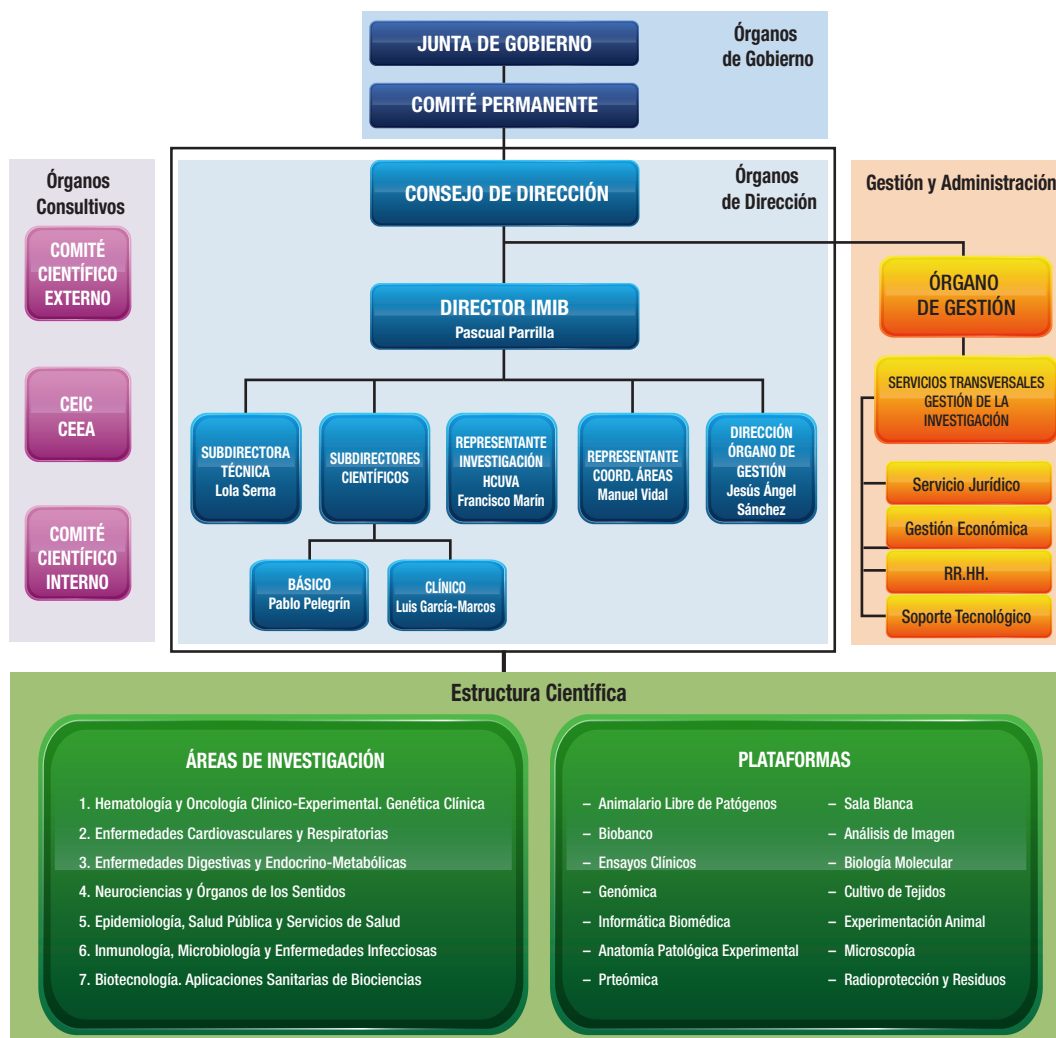 Órganos
de Gobierno
JUNTA DE GOBIERNO
COMITÉ PERMANENTE
Órganos
Consultivos
COMITÉ
CIENTÍFICO
EXTERNO
CEIC
CEEA
COMITÉ
CIENTÍFICO
INTERNO
Órganos
de Dirección
CONSEJO DE DIRECCIÓN
DIRECTOR IMIB
Pascual Parrilla
SUBDIRECTORA
TÉCNICA
Lola Serna
SUBDIRECTORES
CIENTÍFICOS
REPRESENTANTE
INVESTIGACIÓN
HCUVA
Francisco Marín
REPRESENTANTE
COORD. ÁREAS
Manuel Vidal
DIRECCIÓN
ÓRGANO DE
GESTIÓN
Jesús Ángel
Sánchez
BÁSICO
Pablo Pelegrín
CLÍNICO
Luis García-Marcos
Gestión y Administración
ÓRGANO
DE GESTIÓN
SERVICIOS TRANSVERSALES
GESTIÓN DE LA
INVESTIGACIÓN
Servicio Jurídico
Gestión Económica
RR.HH.
Soporte Tecnológico
Estructura Científica
ÁREAS DE INVESTIGACIÓN
1. Hematología y Oncología Clínico-Experimental. Genética Clínica
2. Enfermedades Cardiovasculares y Respiratorias
3. Enfermedades Digestivas y Endocrino-Metabólicas
4. Neurociencias y Órganos de los Sentidos
5. Epidemiología, Salud Pública y Servicios de Salud
6. Inmunología, Microbiología y Enfermedades Infecciosas
7. Biotecnología. Aplicaciones Sanitarias de Biociencias
PLATAFORMAS
– Animalario Libre de Patógenos
– Biobanco
– Ensayos Clínicos
– Genómica
– Informática Biomédica
– Anatomía Patológica Experimental
– Prteómica
– Sala Blanca
– Análisis de Imagen
– Biología Molecular
– Cultivo de Tejidos
– Experimentación Animal
– Microscopía
– Radioprotección y Residuos